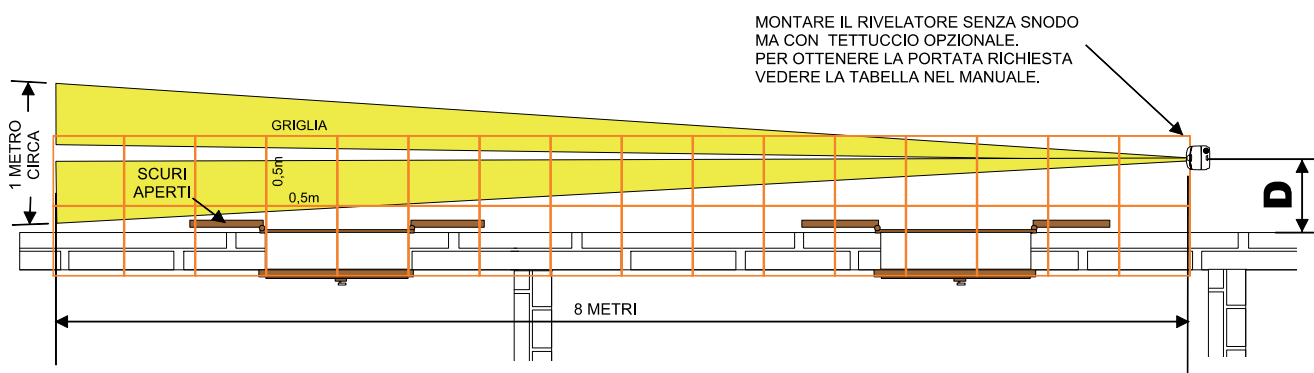 MONTARE IL RIVELATORE SENZA SNODO
MA CON TETTUCCIO OPZIONALE.
PER OTTENERE LA PORTATA RICHIESTA
VEDERE LA TABELLA NEL MANUALE.
1 METRO
CIRCA
GRIGLIA
SCURI
APERTI
0,5m
0,5m
D
8 METRI